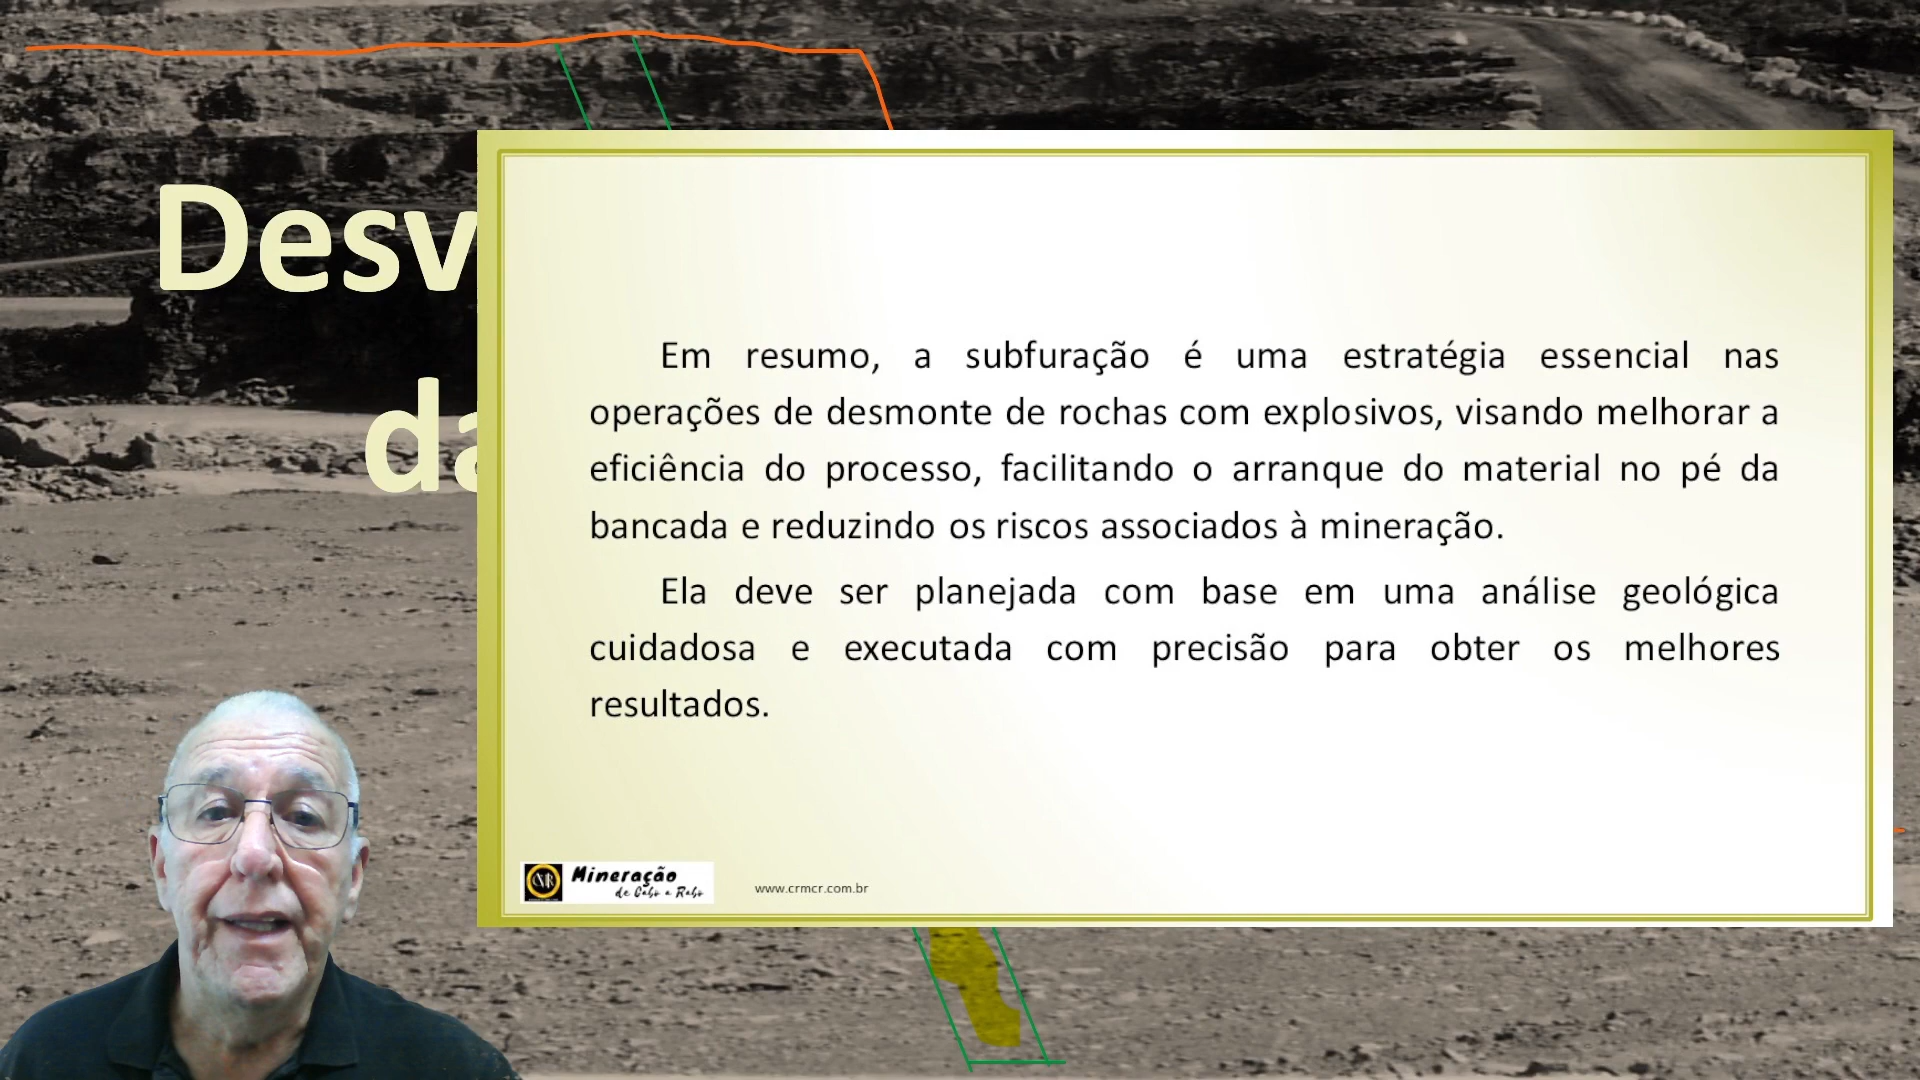 Desv
da
Em resumo, a subfuração é uma estratégia essencial nas
operações de desmonte de rochas com explosivos, visando melhorar a
eficiência do processo, facilitando o arranque do material no pé da
bancada e reduzindo os riscos associados à mineração.
Ela deve ser planejada com base em uma análise geológica
cuidadosa e executada com precisão para obter os melhores
resultados.
Mineração
de Cabo a Rabo
www.crmcr.com.br